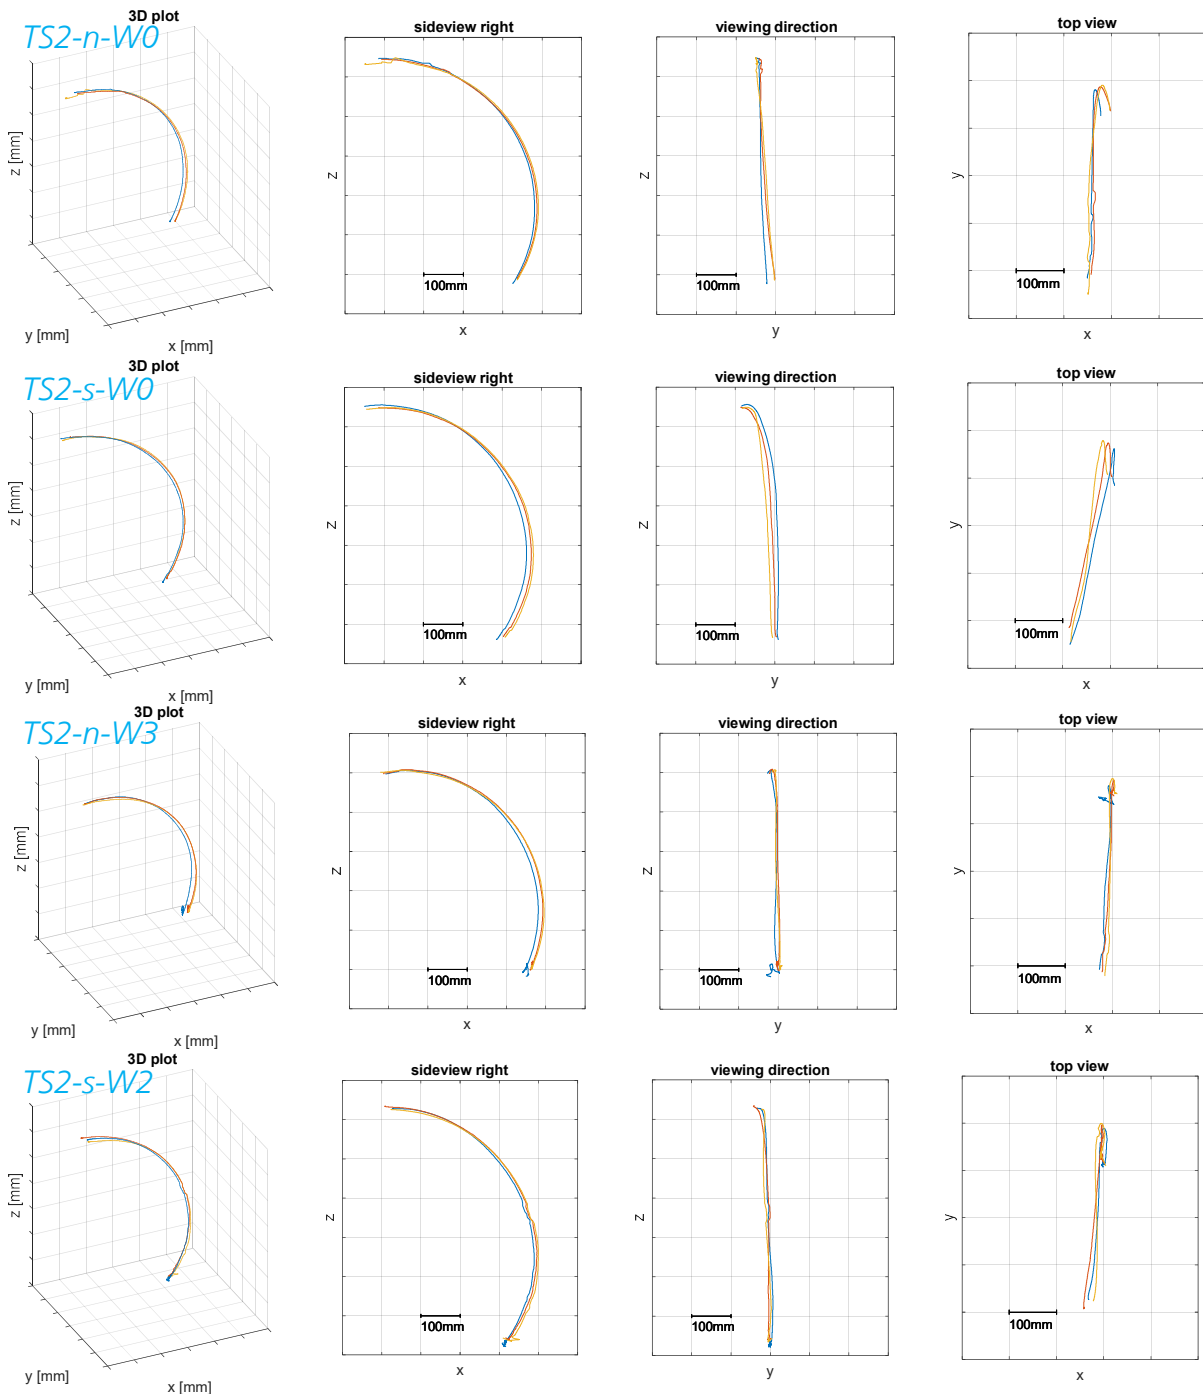 3D plot
TS2-n-W0
z [mm]
y [mm]
x [mm]
sideview right
z
100mm
x
viewing direction
z
100mm
y
top view
y
100mm
x
3D plot
TS2-s-W0
z [mm]
y [mm]
x [mm]
sideview right
z
100mm
x
viewing direction
z
100mm
y
top view
y
100mm
x
3D plot
TS2-n-W3
z [mm]
y [mm]
x [mm]
sideview right
z
100mm
x
viewing direction
z
100mm
y
top view
y
100mm
x
3D plot
TS2-s-W2
z [mm]
y [mm]
x [mm]
sideview right
z
100mm
x
viewing direction
z
100mm
y
top view
y
100mm
x